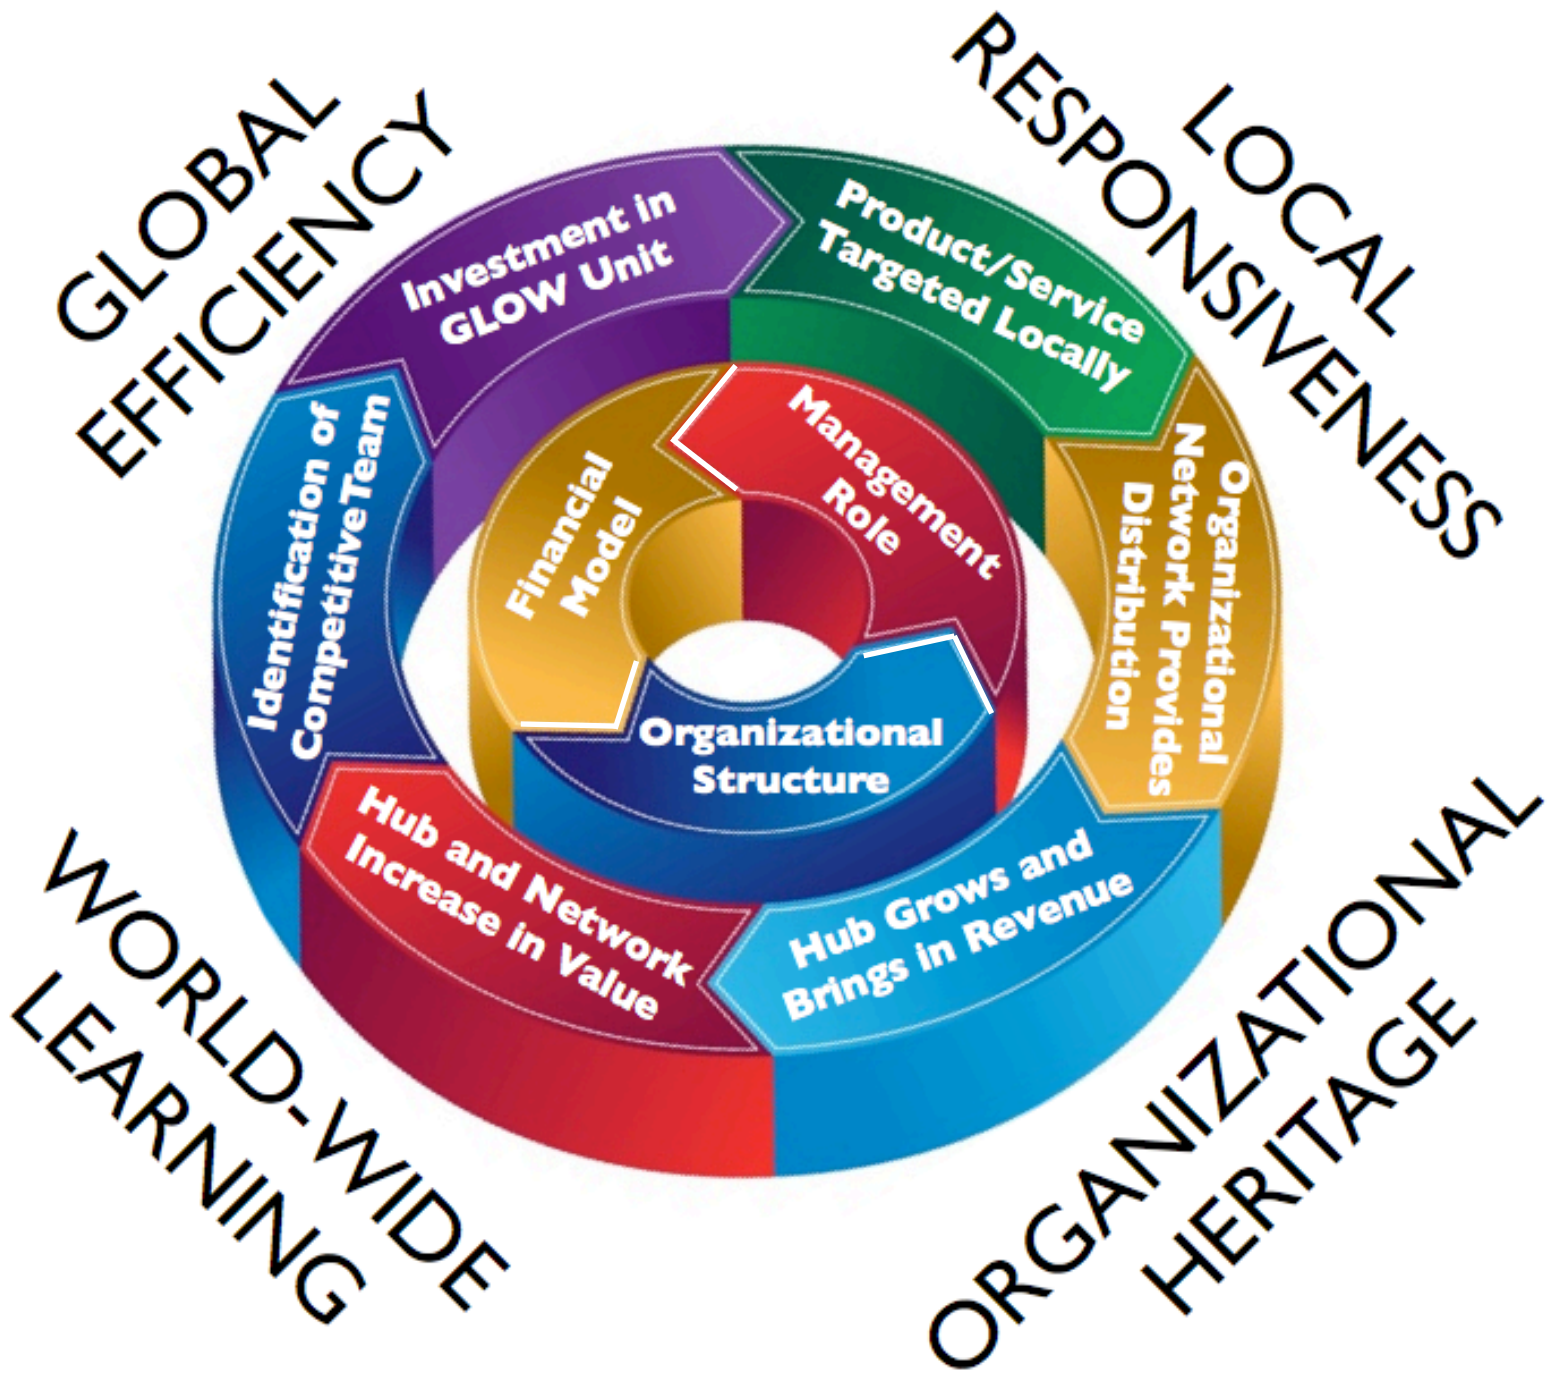 GLOBAL
EFFICIENCY
LOCAL
RESPONSIVENESS
Investment in
GLOW Unit
Product/Service
Targeted Locally
Organizational
Network Provides
Distribution
Hub Grows and
Brings in Revenue
Hub and Network
Increase in Value
Identification of
Competitive Team
Financial
Model
Management
Role
Organizational
Structure
WORLD-WIDE
LEARNING
ORGANIZATIONAL
HERITAGE